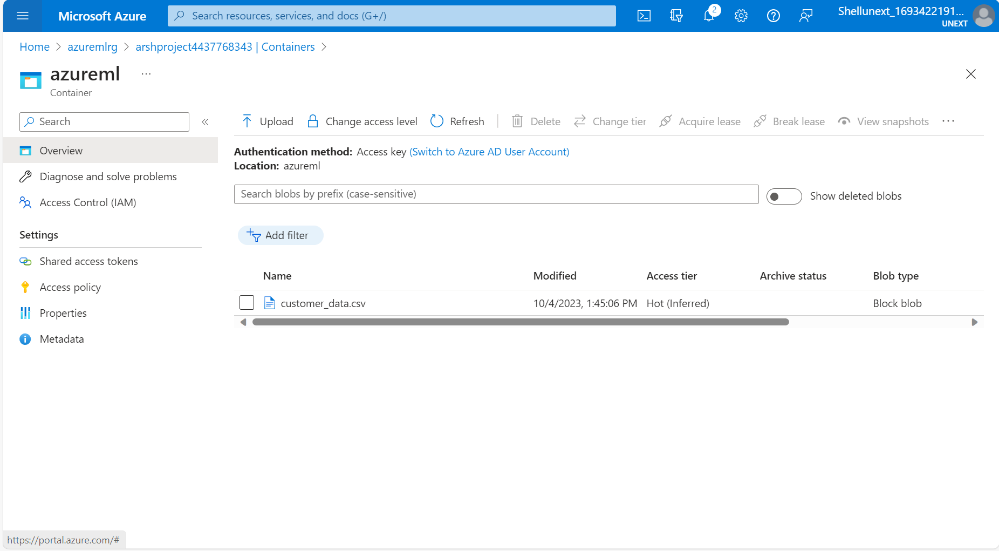 Microsoft Azure
Search resources, services, and docs (G+/)
2
Shellunext_1693422191...
UNEXT
Home > azuremlrg > arshproject4437768343 | Containers >
azureml ...
Container
Search
«
Upload Change access level Refresh Delete Change tier Acquire lease Break lease View snapshots ...
Overview
Diagnose and solve problems
Access Control (IAM)
Settings
Shared access tokens
Access policy
Properties
Metadata
Authentication method: Access key (Switch to Azure AD User Account)
Location: azureml
Search blobs by prefix (case-sensitive)
Show deleted blobs
Add filter
Name Modified Access tier Archive status Blob type
customer_data.csv 10/4/2023, 1:45:06 PM Hot (Inferred) Block blob
https://portal.azure.com/#